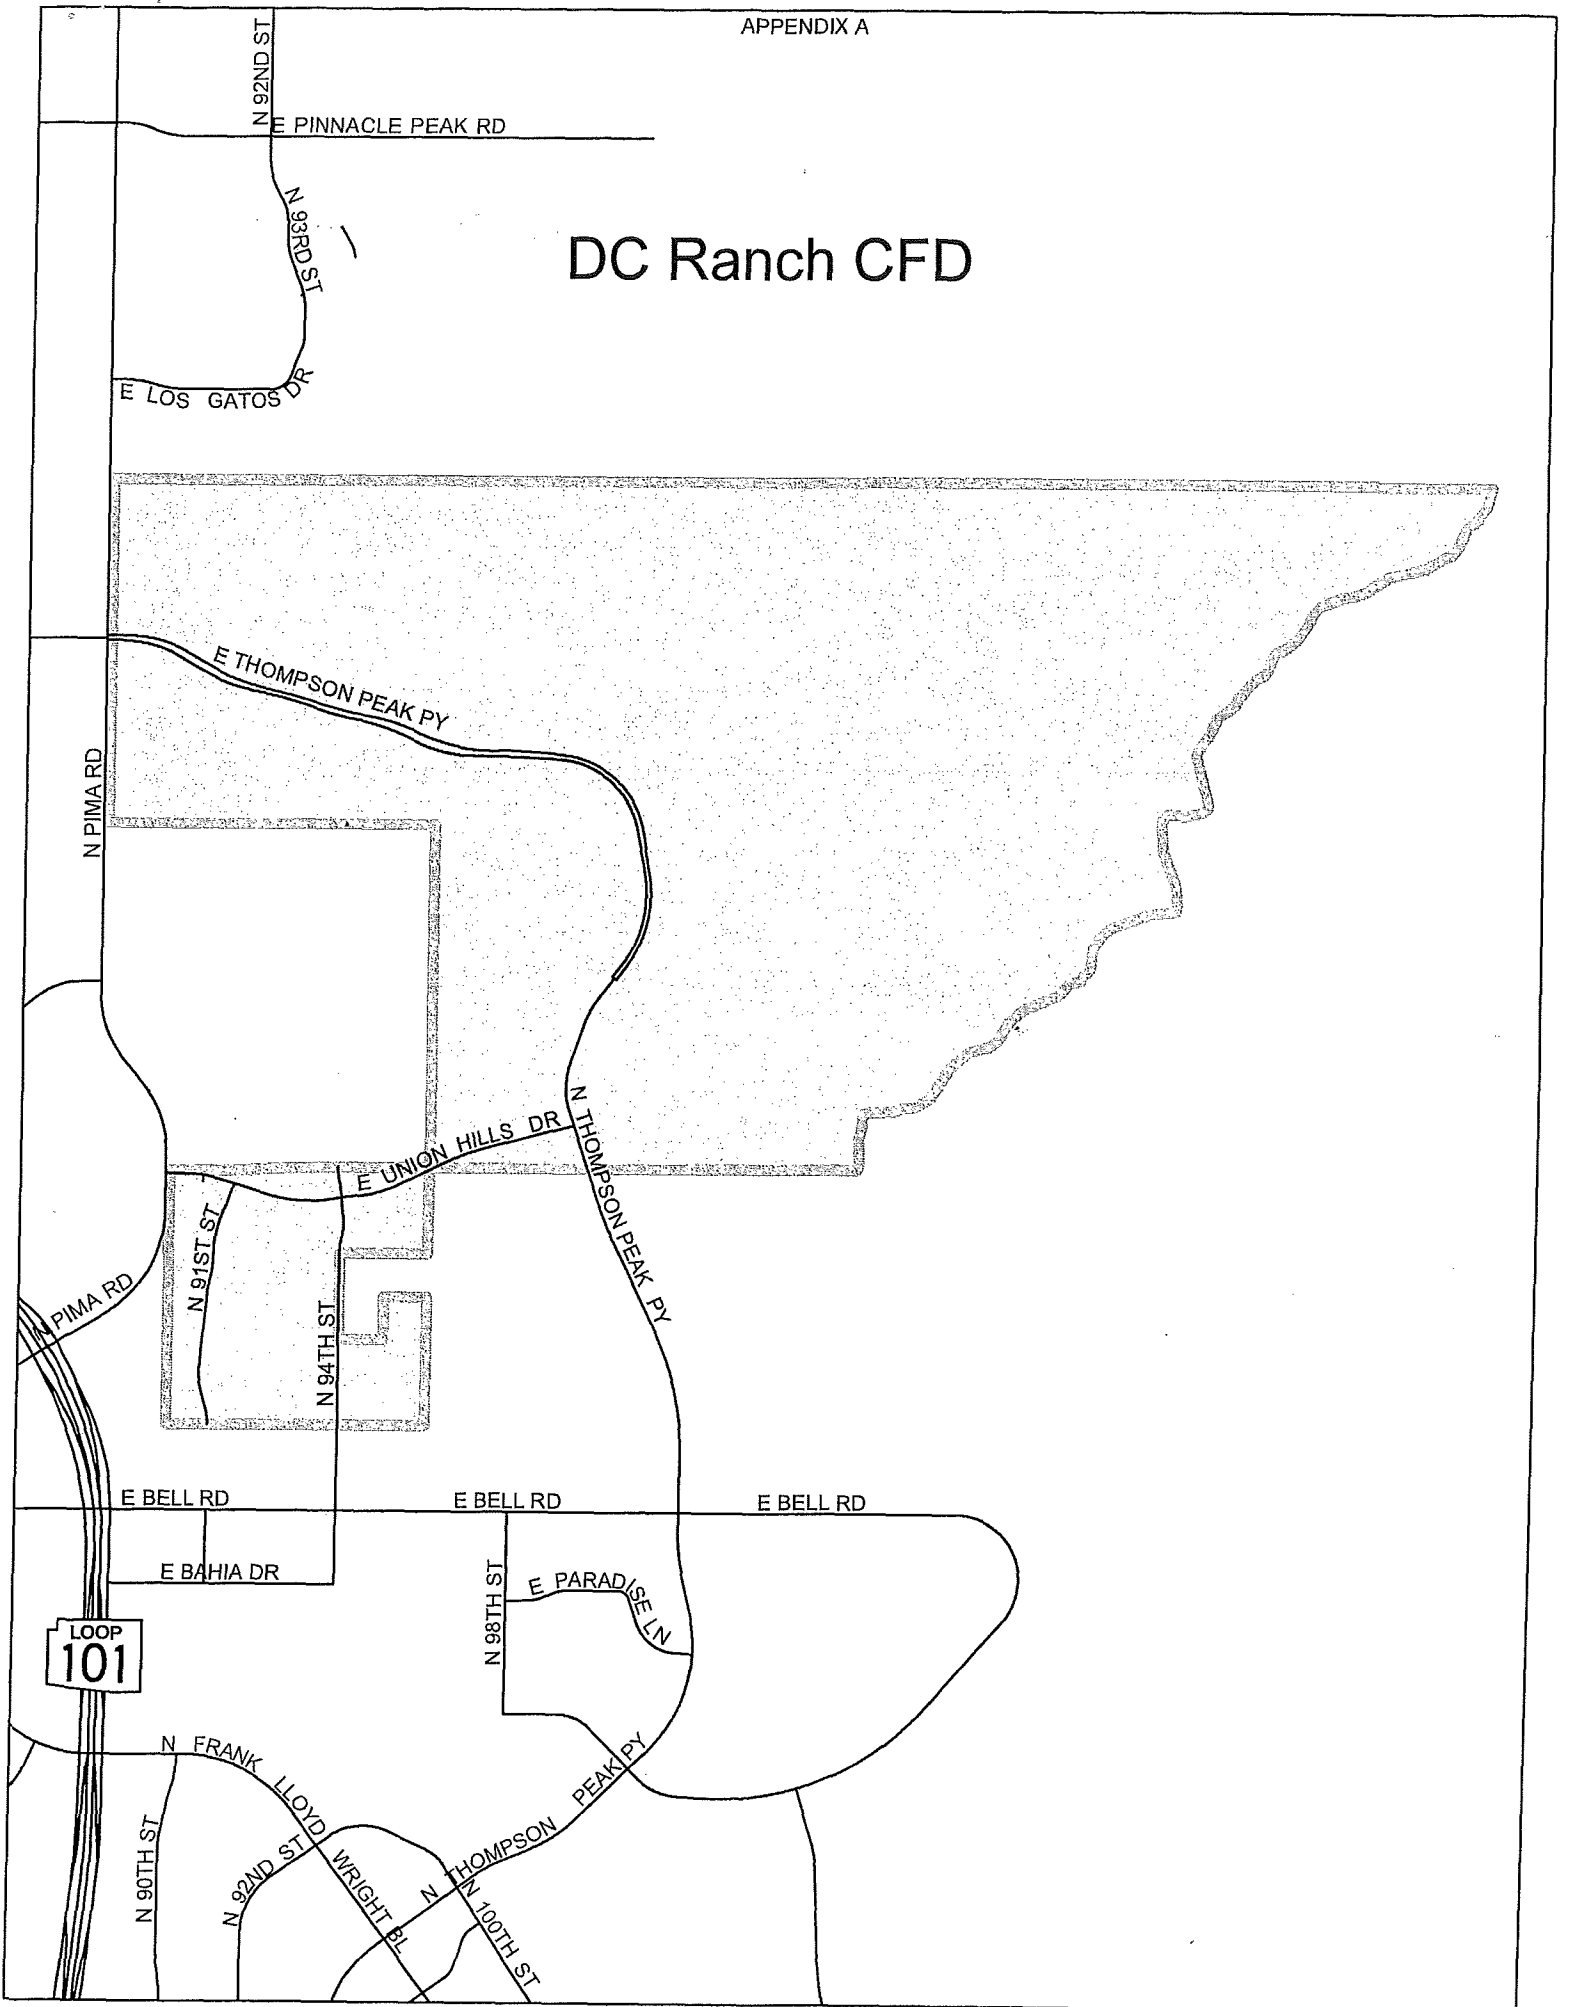 APPENDIX A
N 92ND ST
E PINNACLE PEAK RD
N 93RD ST
DC Ranch CFD
E LOS GATOS DR
E THOMPSON PEAK PY
N PIMA RD
N THOMPSON PEAK PY
E UNION HILLS DR
N 91ST ST
N PIMA RD
N 94TH ST
E BELL RD
E BELL RD
E BELL RD
E BAHIA DR
N 98TH ST
E PARADISE LN
LOOP
101
N FRANK LLOYD WRIGHT BL
N THOMPSON PEAK PY
N 90TH ST
N 92ND ST
N 100TH ST